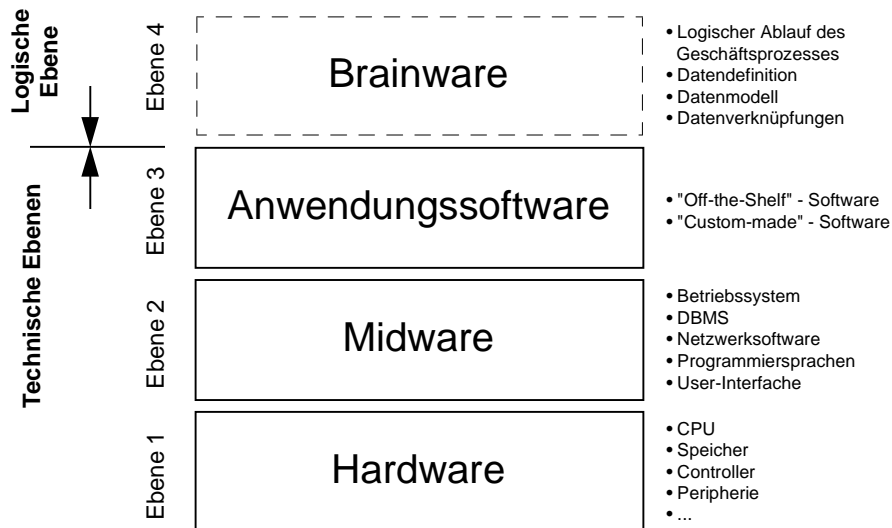 Logische
Ebene
Ebene 4
Brainware
• Logischer Ablauf des
Geschäftsprozesses
• Datendefinition
• Datenmodell
• Datenverknüpfungen
Technische Ebenen
Ebene 3
Anwendungssoftware
• "Off-the-Shelf" - Software
• "Custom-made" - Software
Ebene 2
Midware
• Betriebssystem
• DBMS
• Netzwerksoftware
• Programmiersprachen
• User-Interfache
Ebene 1
Hardware
• CPU
• Speicher
• Controller
• Peripherie
• ...